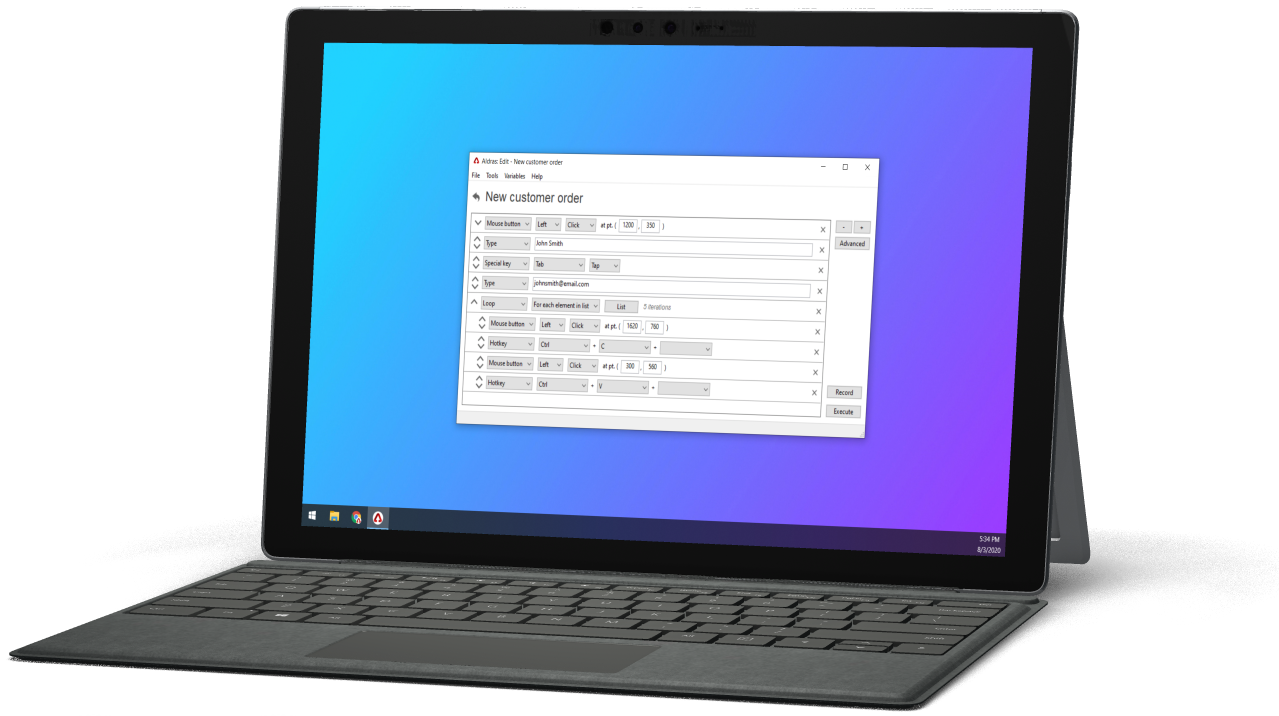 Aldras: Edit - New customer order
File Tools Variables Help
New customer order
Mouse button Left Click at pt. ( 1200 , 350 ) x - +
Type John Smith x Advanced
Special key Tab Tap x
Type johnsmith@email.com x
Loop For each element in list List 5 iterations x
Mouse button Left Click at pt. ( 1620 , 760 ) x
Hotkey Ctrl + C + x
Mouse button Left Click at pt. ( 300 , 560 ) x
Hotkey Ctrl + V + x Record
Execute
5:34 PM
8/3/2020